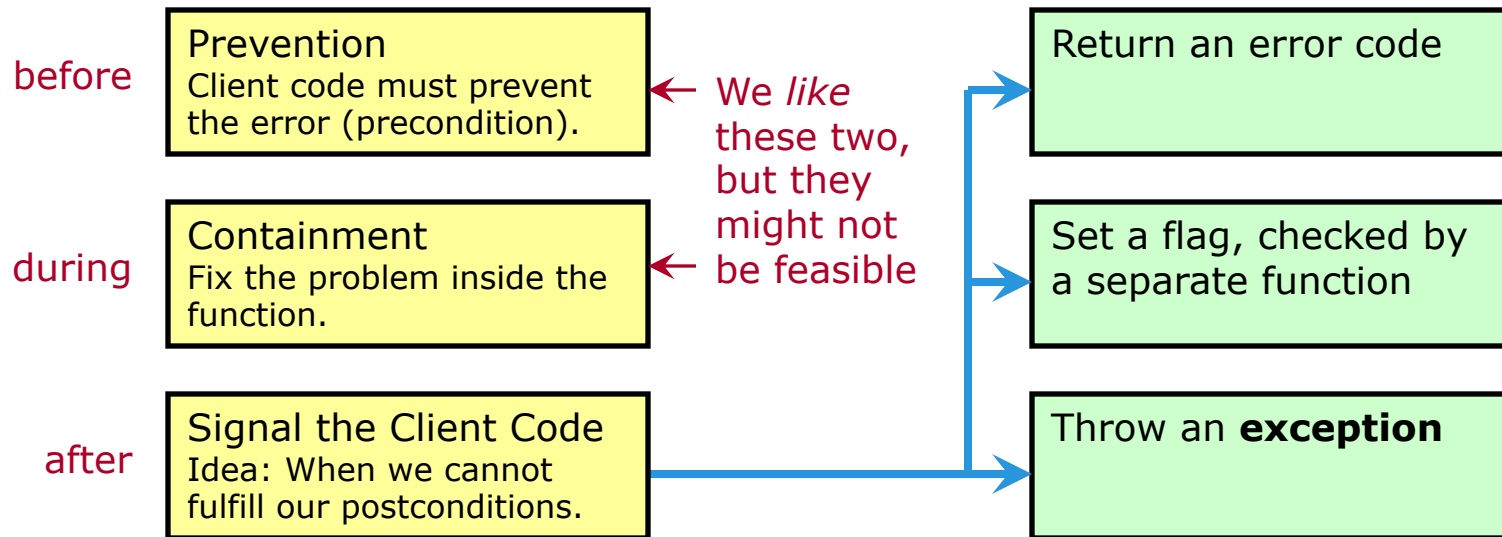 before
Prevention
Client code must prevent
the error (precondition).
We like
these two,
but they
might not
be feasible
Return an error code
during
Containment
Fix the problem inside the
function.
Set a flag, checked by
a separate function
after
Signal the Client Code
Idea: When we cannot
fulfill our postconditions.
Throw an exception